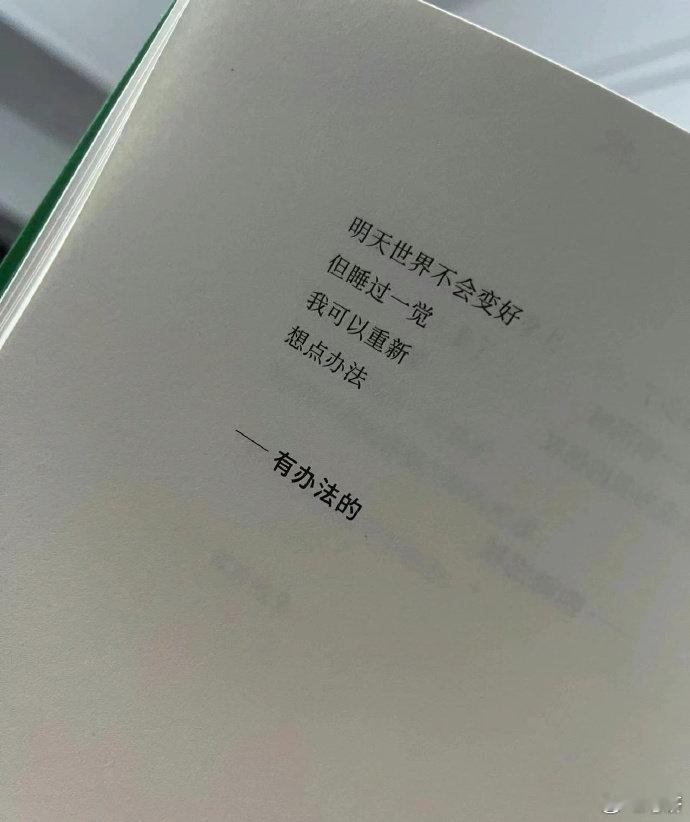 明天世界不会变好
但睡过一觉
我可以重新
想点办法
—— 有办法的